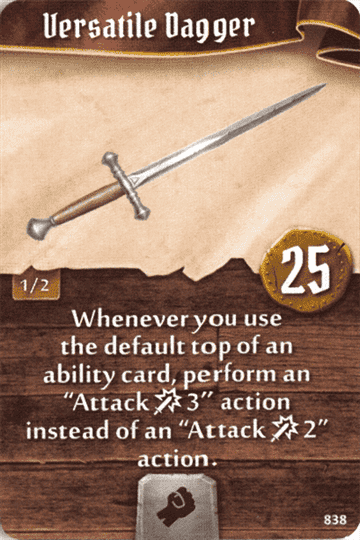 Versatile Dagger
25
1/2
Whenever you use
the default top of an
ability card, perform an
“Attack 3” action
instead of an “Attack 2”
action.
838